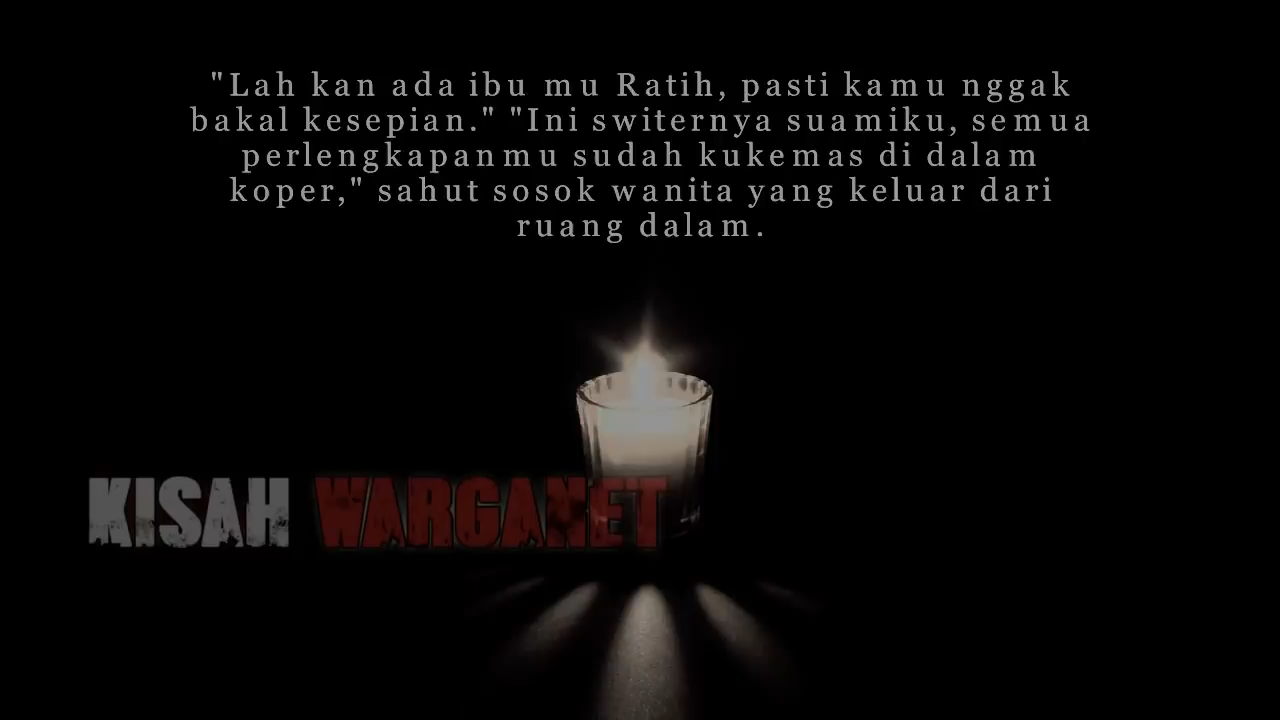 "Lah kan ada ibu mu Ratih, pasti kamu nggak
bakal kesepian." "Ini switernya suamiku, semua
perlengkapanmu sudah kukemas di dalam
koper," sahut sosok wanita yang keluar dari
ruang dalam.
KISAH WARGANET